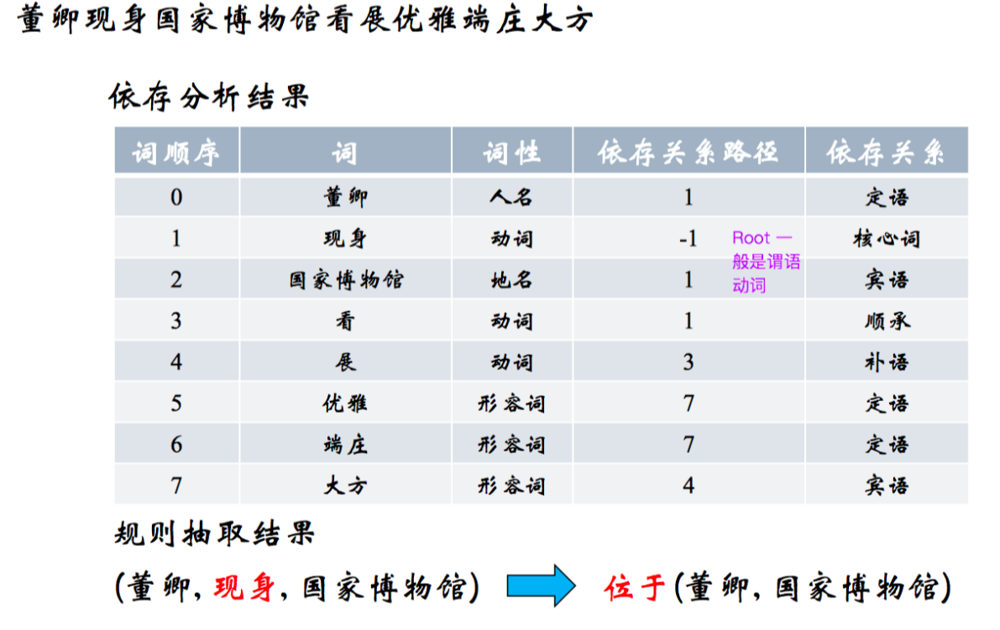 董卿现身国家博物馆看展优雅端庄大方
依存分析结果
词顺序 词 词性 依存关系路径 依存关系
0 董卿 人名 1 定语
1 现身 动词 -1 核心词
2 国家博物馆 地名 1 宾语
3 看 动词 1 顺承
4 展 动词 3 补语
5 优雅 形容词 7 定语
6 端庄 形容词 7 定语
7 大方 形容词 4 宾语
Root 一
般是谓语
动词
规则抽取结果
(董卿, 现身, 国家博物馆) 位于(董卿, 国家博物馆)